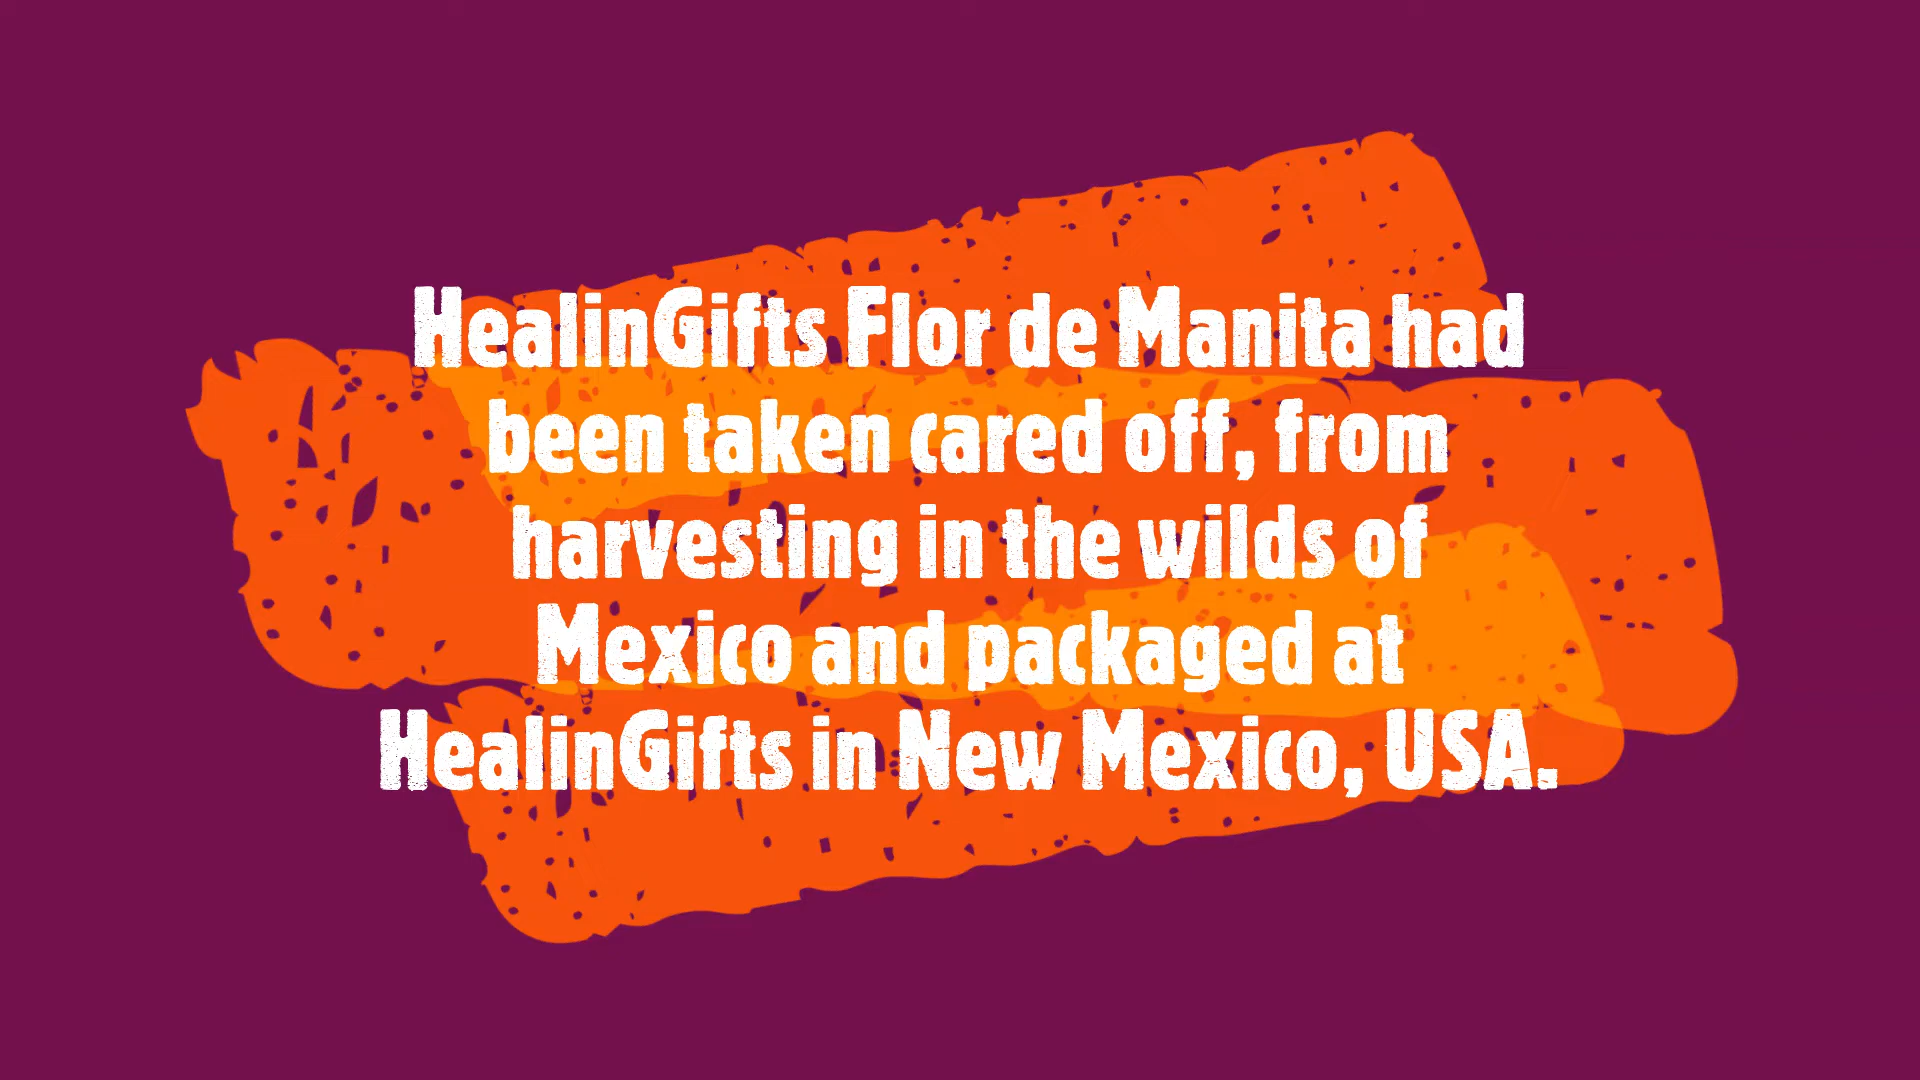 HealinGifts Flor de Manita had
been taken cared off, from
harvesting in the wilds of
Mexico and packaged at
HealinGifts in New Mexico, USA.